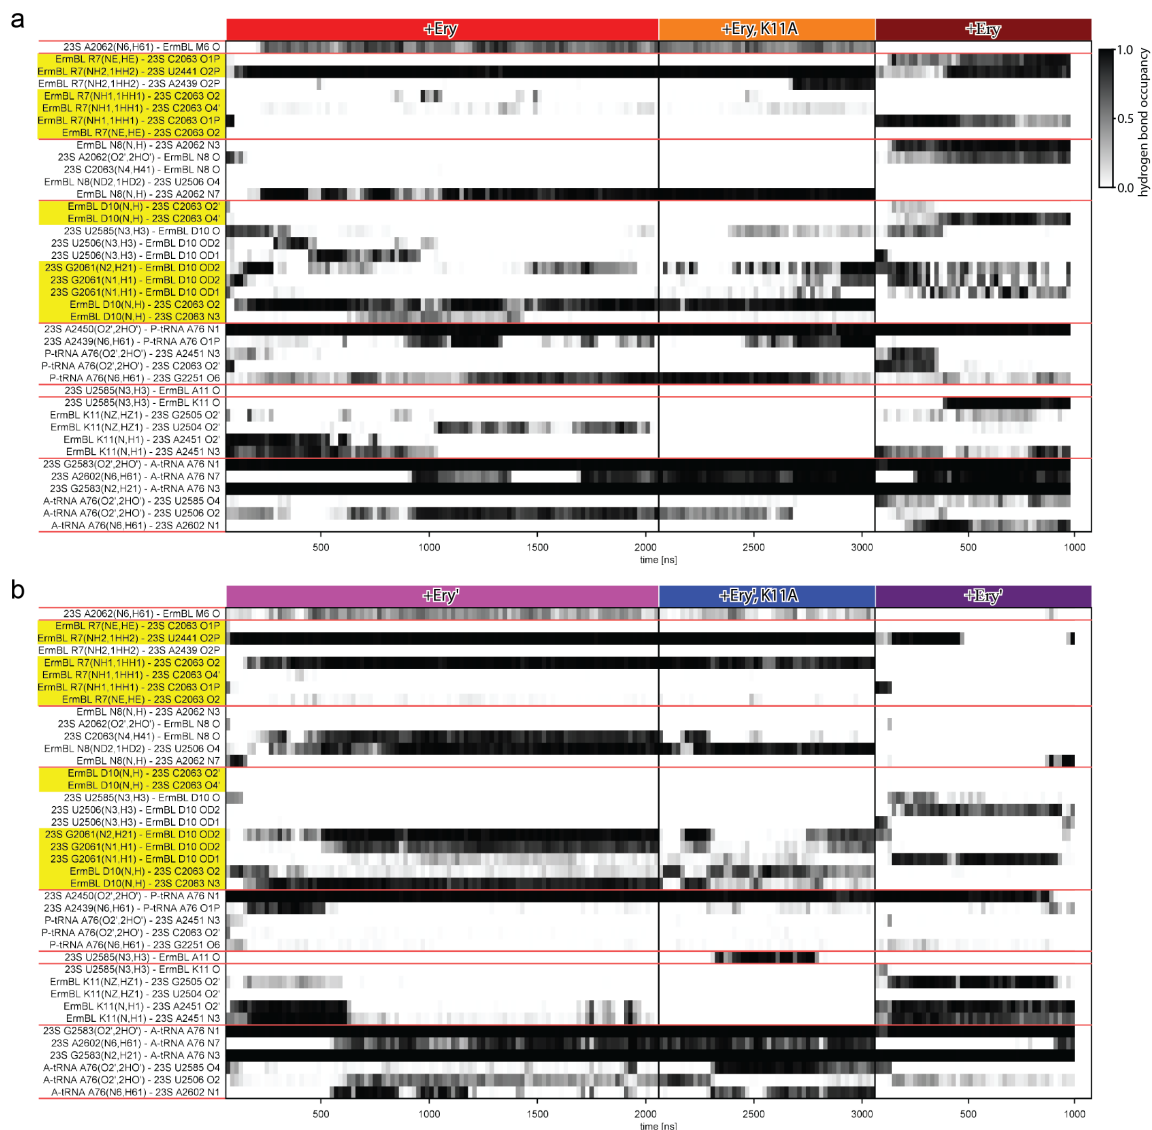 a
+Ery
+Ery, K11A
+Ery
23S A2062(N6,H61) - ErmBL M6 O
ErmBL R7(NE,HE) - 23S C2063 O1P
ErmBL R7(NH2,1HH2) - 23S U2441 O2P
ErmBL R7(NH2,1HH2) - 23S A2439 O2P
ErmBL R7(NH1,1HH1) - 23S C2063 O2
ErmBL R7(NH1,1HH1) - 23S C2063 O4'
ErmBL R7(NH1,1HH1) - 23S C2063 O1P
ErmBL R7(NE,HE) - 23S C2063 O2
ErmBL N8(N,H) - 23S A2062 N3
23S A2062(O2',2HO') - ErmBL N8 O
23S C2063(N4,H41) - ErmBL N8 O
ErmBL N8(ND2,1HD2) - 23S U2506 O4
ErmBL N8(N,H) - 23S A2062 N7
ErmBL D10(N,H) - 23S C2063 O2'
ErmBL D10(N,H) - 23S C2063 O4'
23S U2585(N3,H3) - ErmBL D10 O
23S U2506(N3,H3) - ErmBL D10 OD2
23S U2506(N3,H3) - ErmBL D10 OD1
23S G2061(N2,H21) - ErmBL D10 OD2
23S G2061(N1,H1) - ErmBL D10 OD2
23S G2061(N1,H1) - ErmBL D10 OD1
ErmBL D10(N,H) - 23S C2063 O2
ErmBL D10(N,H) - 23S C2063 N3
23S A2450(O2',2HO') - P-tRNA A76 N1
23S A2439(N6,H61) - P-tRNA A76 O1P
P-tRNA A76(O2',2HO') - 23S A2451 N3
P-tRNA A76(O2',2HO') - 23S C2063 O2'
P-tRNA A76(N6,H61) - 23S G2251 O6
23S U2585(N3,H3) - ErmBL A11 O
23S U2585(N3,H3) - ErmBL K11 O
ErmBL K11(NZ,HZ1) - 23S G2505 O2'
ErmBL K11(NZ,HZ1) - 23S U2504 O2'
ErmBL K11(N,H1) - 23S A2451 O2'
ErmBL K11(N,H1) - 23S A2451 N3
23S G2583(O2',2HO') - A-tRNA A76 N1
23S A2602(N6,H61) - A-tRNA A76 N7
23S G2583(N2,H21) - A-tRNA A76 N3
A-tRNA A76(O2',2HO') - 23S U2585 O4
A-tRNA A76(O2',2HO') - 23S U2506 O2
A-tRNA A76(N6,H61) - 23S A2602 N1
500 1000 1500 2000 2500 3000 500 1000
time [ns]
1.0
0.5
0.0
hydrogen bond occupancy
b
+Ery'
+Ery', K11A
+Ery'
23S A2062(N6,H61) - ErmBL M6 O
ErmBL R7(NE,HE) - 23S C2063 O1P
ErmBL R7(NH2,1HH2) - 23S U2441 O2P
ErmBL R7(NH2,1HH2) - 23S A2439 O2P
ErmBL R7(NH1,1HH1) - 23S C2063 O2
ErmBL R7(NH1,1HH1) - 23S C2063 O4'
ErmBL R7(NH1,1HH1) - 23S C2063 O1P
ErmBL R7(NE,HE) - 23S C2063 O2
ErmBL N8(N,H) - 23S A2062 N3
23S A2062(O2',2HO') - ErmBL N8 O
23S C2063(N4,H41) - ErmBL N8 O
ErmBL N8(ND2,1HD2) - 23S U2506 O4
ErmBL N8(N,H) - 23S A2062 N7
ErmBL D10(N,H) - 23S C2063 O2'
ErmBL D10(N,H) - 23S C2063 O4'
23S U2585(N3,H3) - ErmBL D10 O
23S U2506(N3,H3) - ErmBL D10 OD2
23S U2506(N3,H3) - ErmBL D10 OD1
23S G2061(N2,H21) - ErmBL D10 OD2
23S G2061(N1,H1) - ErmBL D10 OD2
23S G2061(N1,H1) - ErmBL D10 OD1
ErmBL D10(N,H) - 23S C2063 O2
ErmBL D10(N,H) - 23S C2063 N3
23S A2450(O2',2HO') - P-tRNA A76 N1
23S A2439(N6,H61) - P-tRNA A76 O1P
P-tRNA A76(O2',2HO') - 23S A2451 N3
P-tRNA A76(O2',2HO') - 23S C2063 O2'
P-tRNA A76(N6,H61) - 23S G2251 O6
23S U2585(N3,H3) - ErmBL A11 O
23S U2585(N3,H3) - ErmBL K11 O
ErmBL K11(NZ,HZ1) - 23S G2505 O2'
ErmBL K11(NZ,HZ1) - 23S U2504 O2'
ErmBL K11(N,H1) - 23S A2451 O2'
ErmBL K11(N,H1) - 23S A2451 N3
23S G2583(O2',2HO') - A-tRNA A76 N1
23S A2602(N6,H61) - A-tRNA A76 N7
23S G2583(N2,H21) - A-tRNA A76 N3
A-tRNA A76(O2',2HO') - 23S U2585 O4
A-tRNA A76(O2',2HO') - 23S U2506 O2
A-tRNA A76(N6,H61) - 23S A2602 N1
500 1000 1500 2000 2500 3000 500 1000
time [ns]